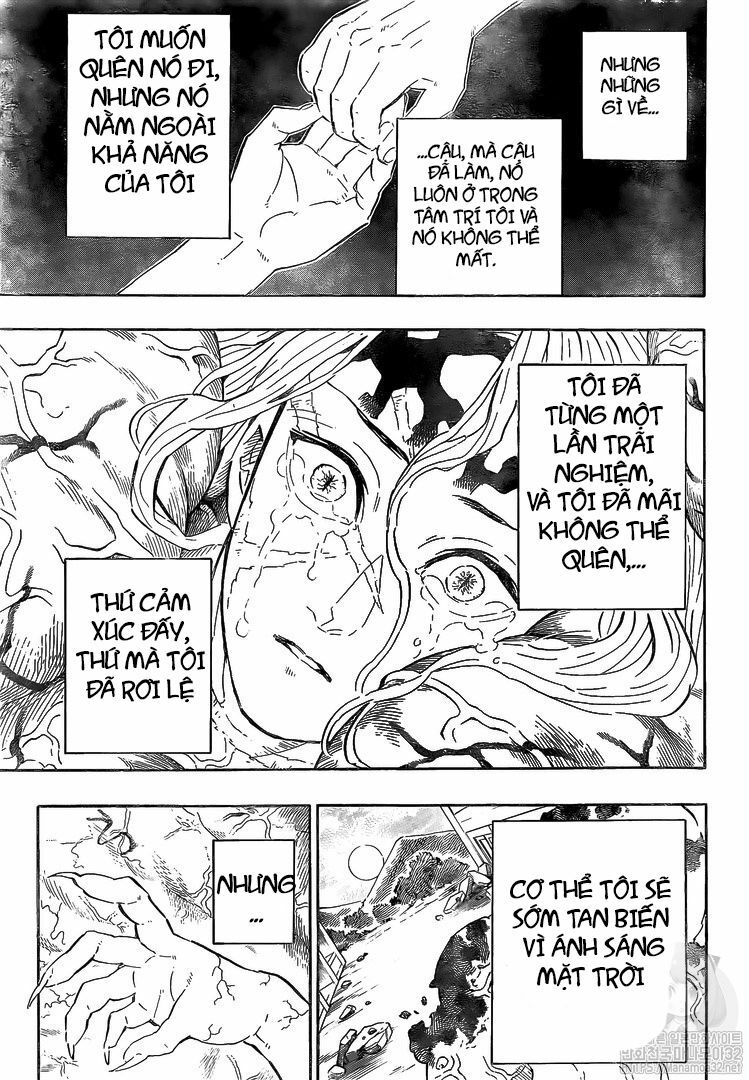 NHƯNG
NHỮNG
GÌ VỀ...
...CẬU, MÀ CẬU
ĐÃ LÀM, NÓ
LUÔN Ở TRONG
TÂM TRÍ TÔI VÀ
NÓ KHÔNG THỂ
MẤT.
TÔI MUỐN
QUÊN NÓ ĐI,
NHƯNG NÓ
NẰM NGOÀI
KHẢ NĂNG
CỦA TÔI
TÔI ĐÃ
TỪNG MỘT
LẦN TRÃI
NGHIỆM,
VÀ TÔI ĐÃ MÃI
KHÔNG THỂ
QUÊN,...
THỨ CẢM
XÚC ĐẤY,
THỨ MÀ TÔI
ĐÃ RƠI LỆ
CƠ THỂ TÔI SẼ
SỚM TAN BIẾN
VÌ ÁNH SÁNG
MẶT TRỜI
NHƯNG
...